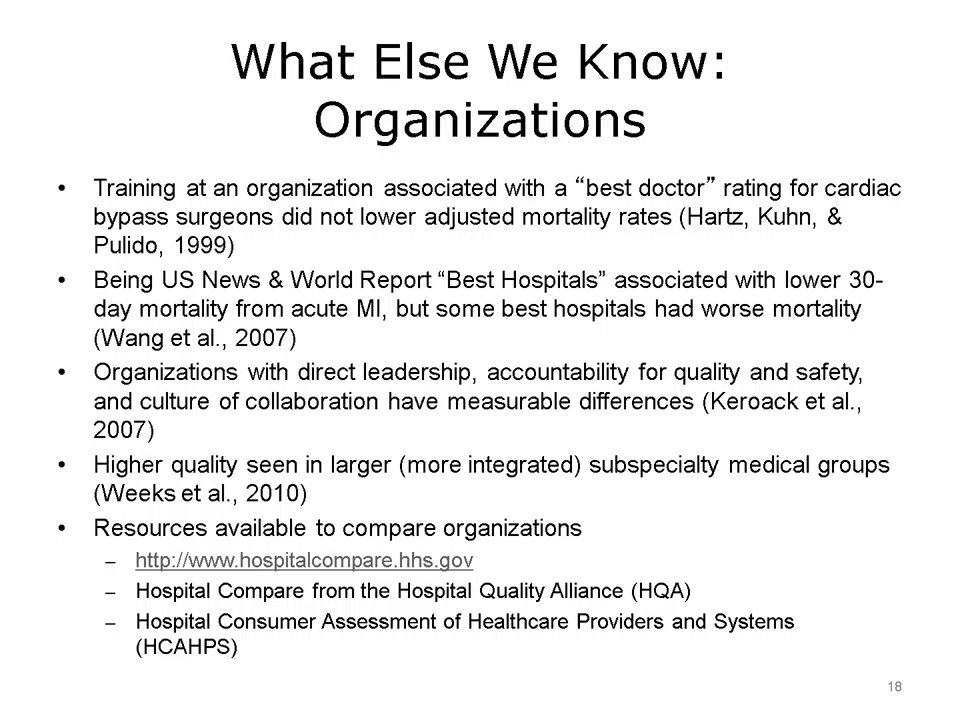 What Else We Know:
Organizations
• Training at an organization associated with a “best doctor” rating for cardiac
bypass surgeons did not lower adjusted mortality rates (Hartz, Kuhn, &
Pulido, 1999)
• Being US News & World Report “Best Hospitals” associated with lower 30-
day mortality from acute MI, but some best hospitals had worse mortality
(Wang et al., 2007)
• Organizations with direct leadership, accountability for quality and safety,
and culture of collaboration have measurable differences (Keroack et al.,
2007)
• Higher quality seen in larger (more integrated) subspecialty medical groups
(Weeks et al., 2010)
• Resources available to compare organizations
– http://www.hospitalcompare.hhs.gov
– Hospital Compare from the Hospital Quality Alliance (HQA)
– Hospital Consumer Assessment of Healthcare Providers and Systems
(HCAHPS)
18